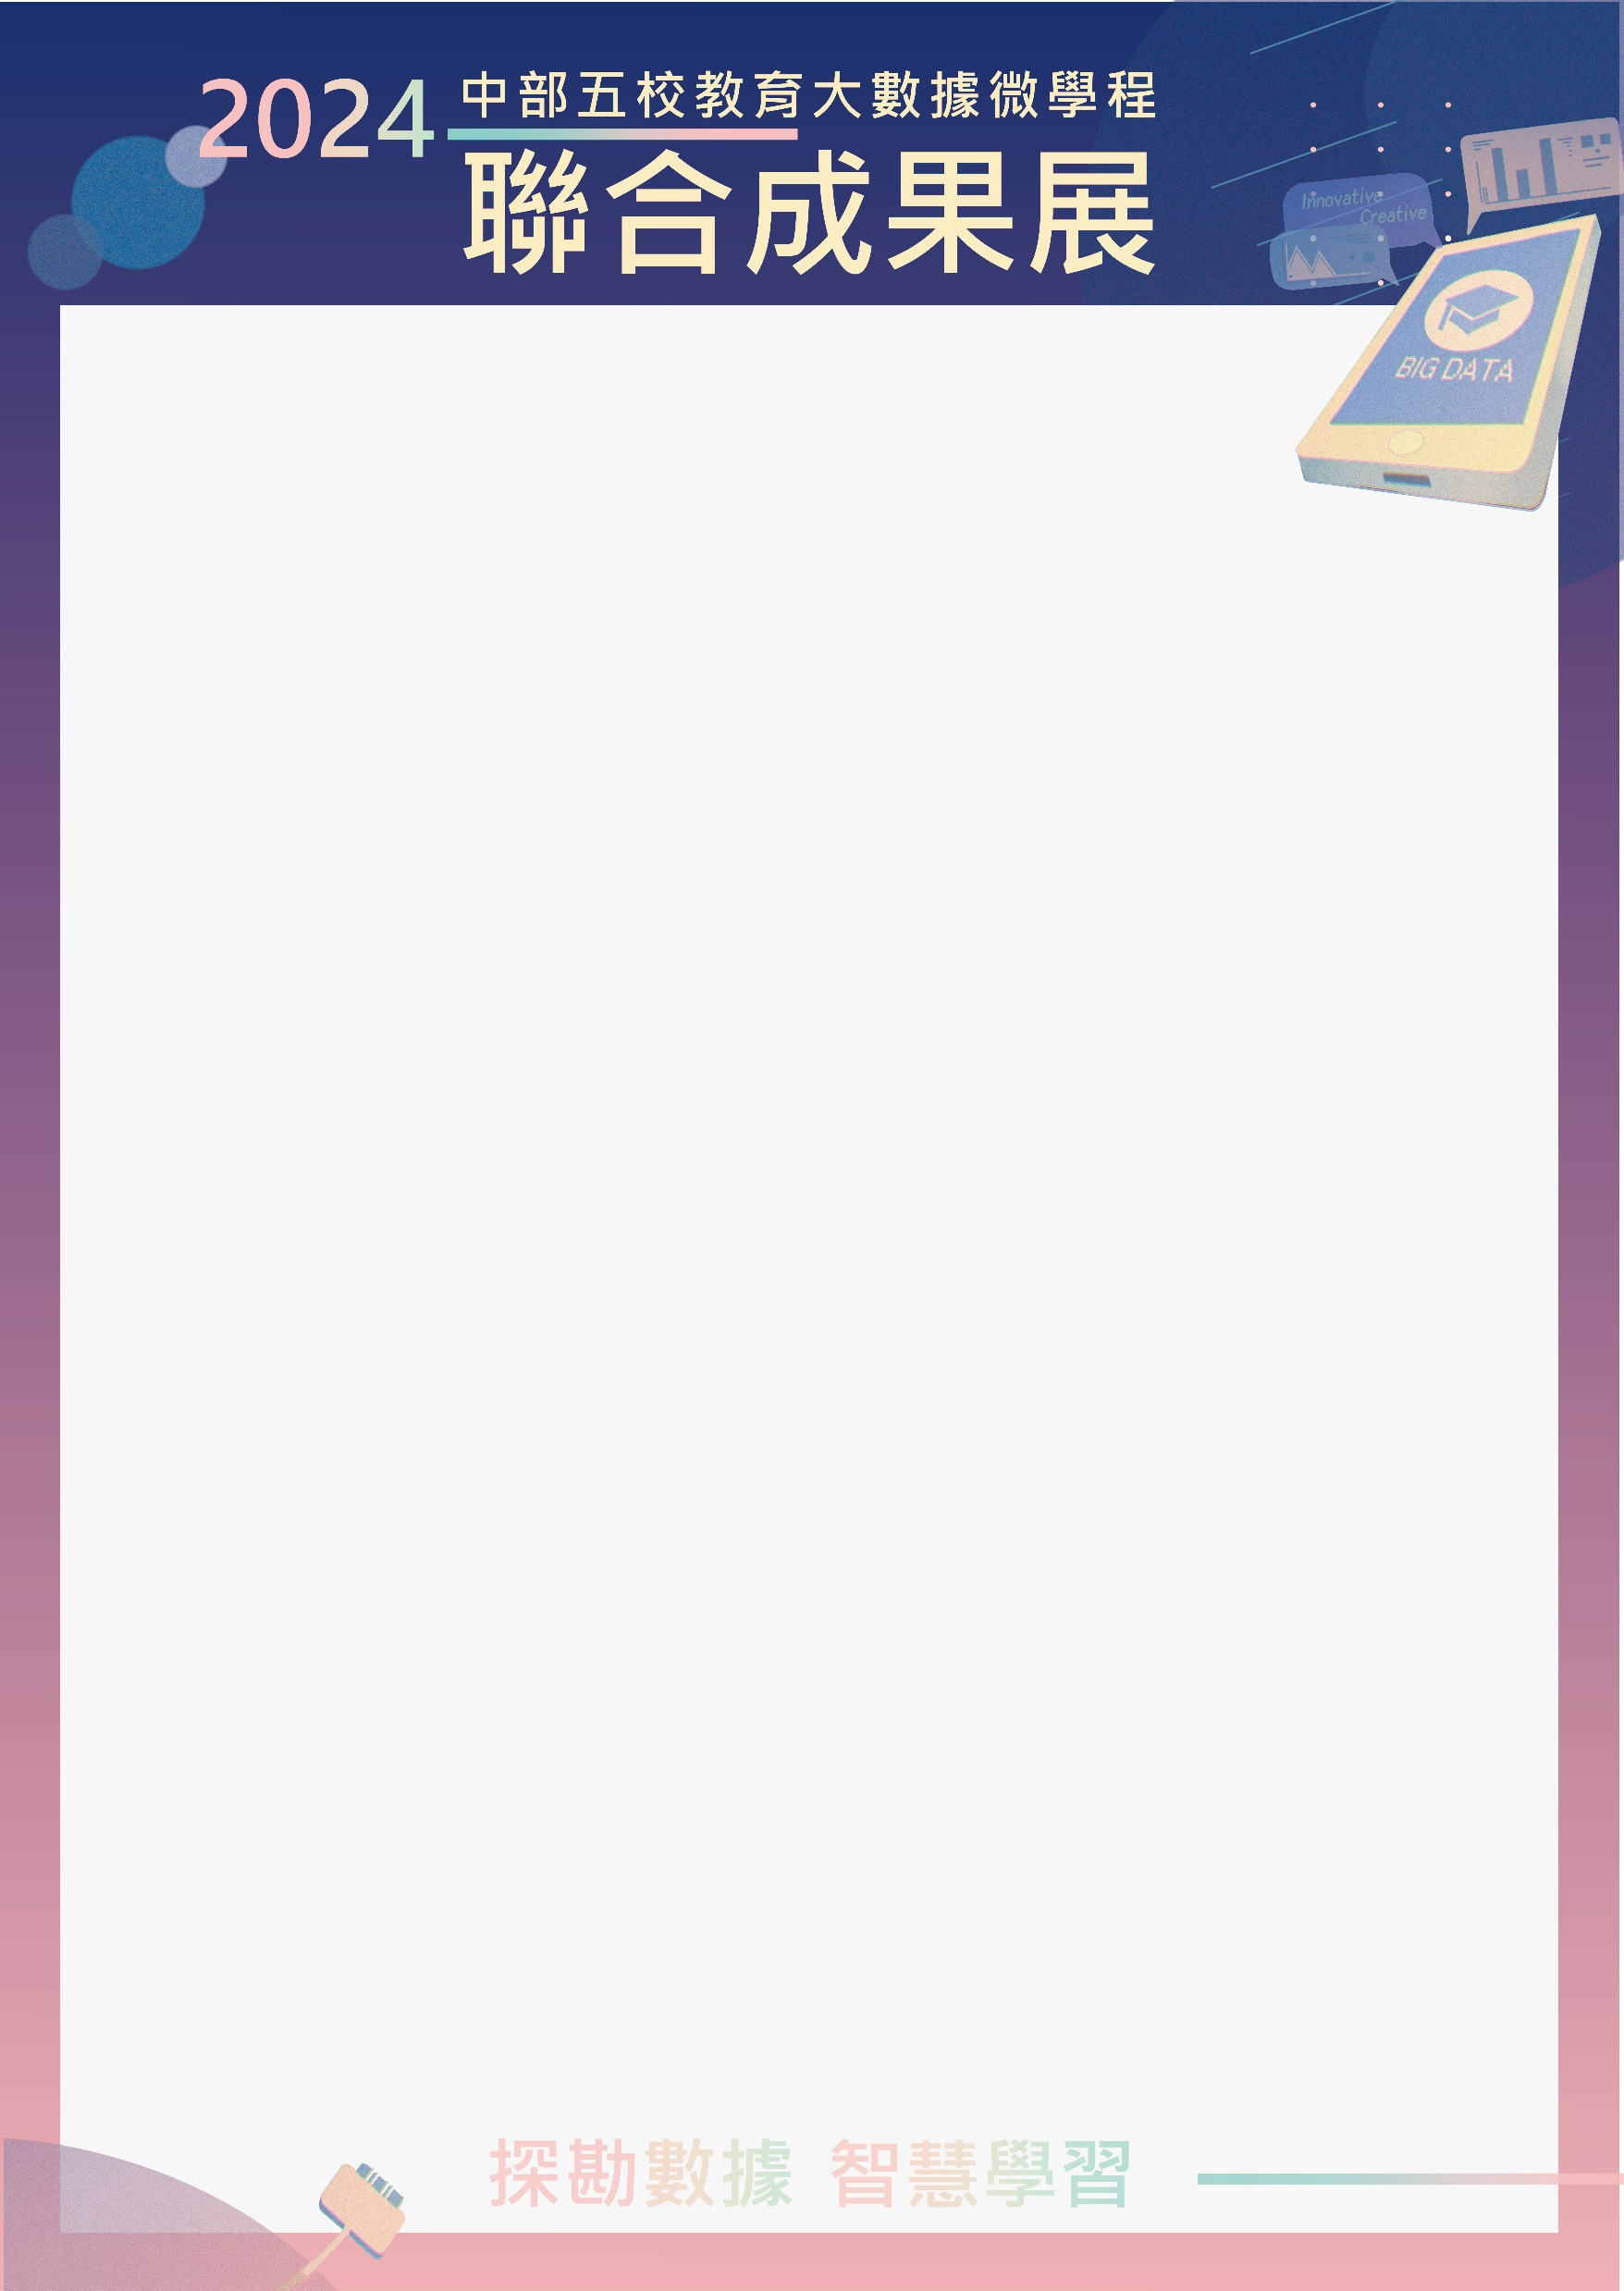 2024
中部五校教育大數據微學程
聯合成果展
Innovative
Creative
BIG DATA
探勘數據 智慧學習